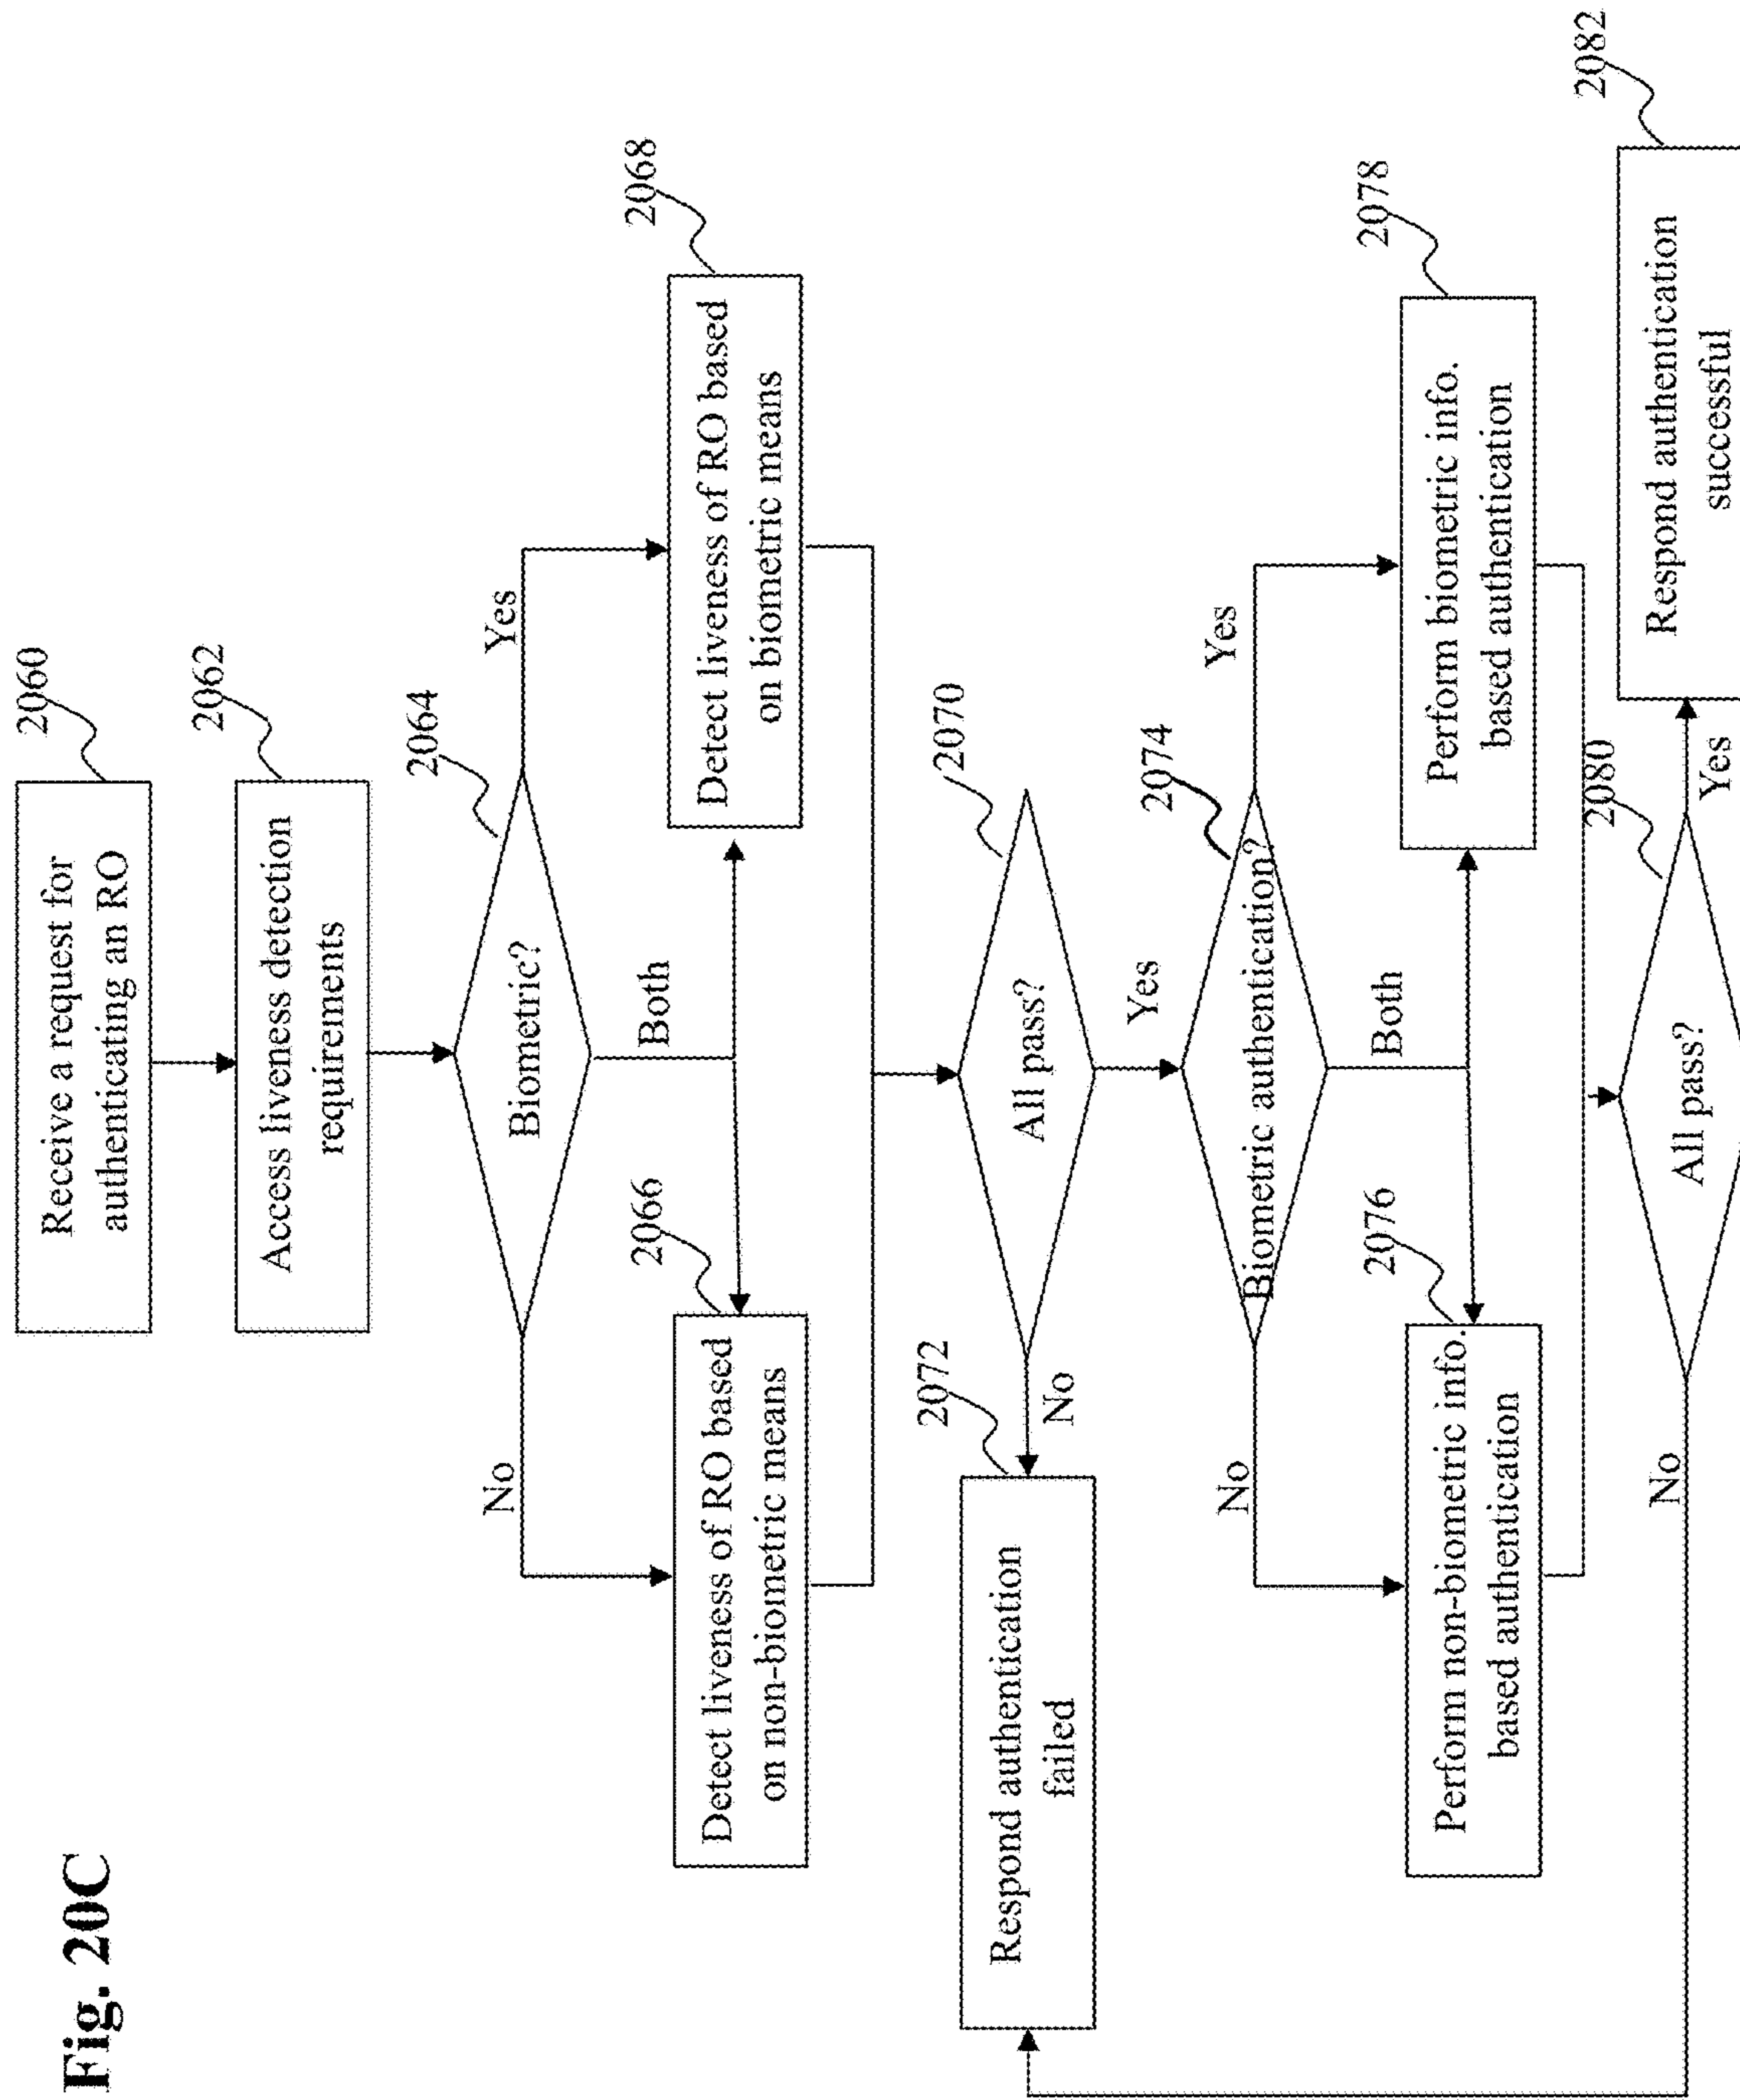 Fig. 20C
2060
Receive a request for
authenticating an RO
2062
Access liveness detection
requirements
2064
Biometric?
No
Yes
Both
2066
Detect liveness of RO based
on non-biometric means
2068
Detect liveness of RO based
on biometric means
2070
All pass?
No
Yes
2072
Respond authentication
failed
2074
Biometric authentication?
No
Yes
Both
2076
Perform non-biometric info.
based authentication
2078
Perform biometric info.
based authentication
2080
All pass?
No
Yes
2082
Respond authentication
successful